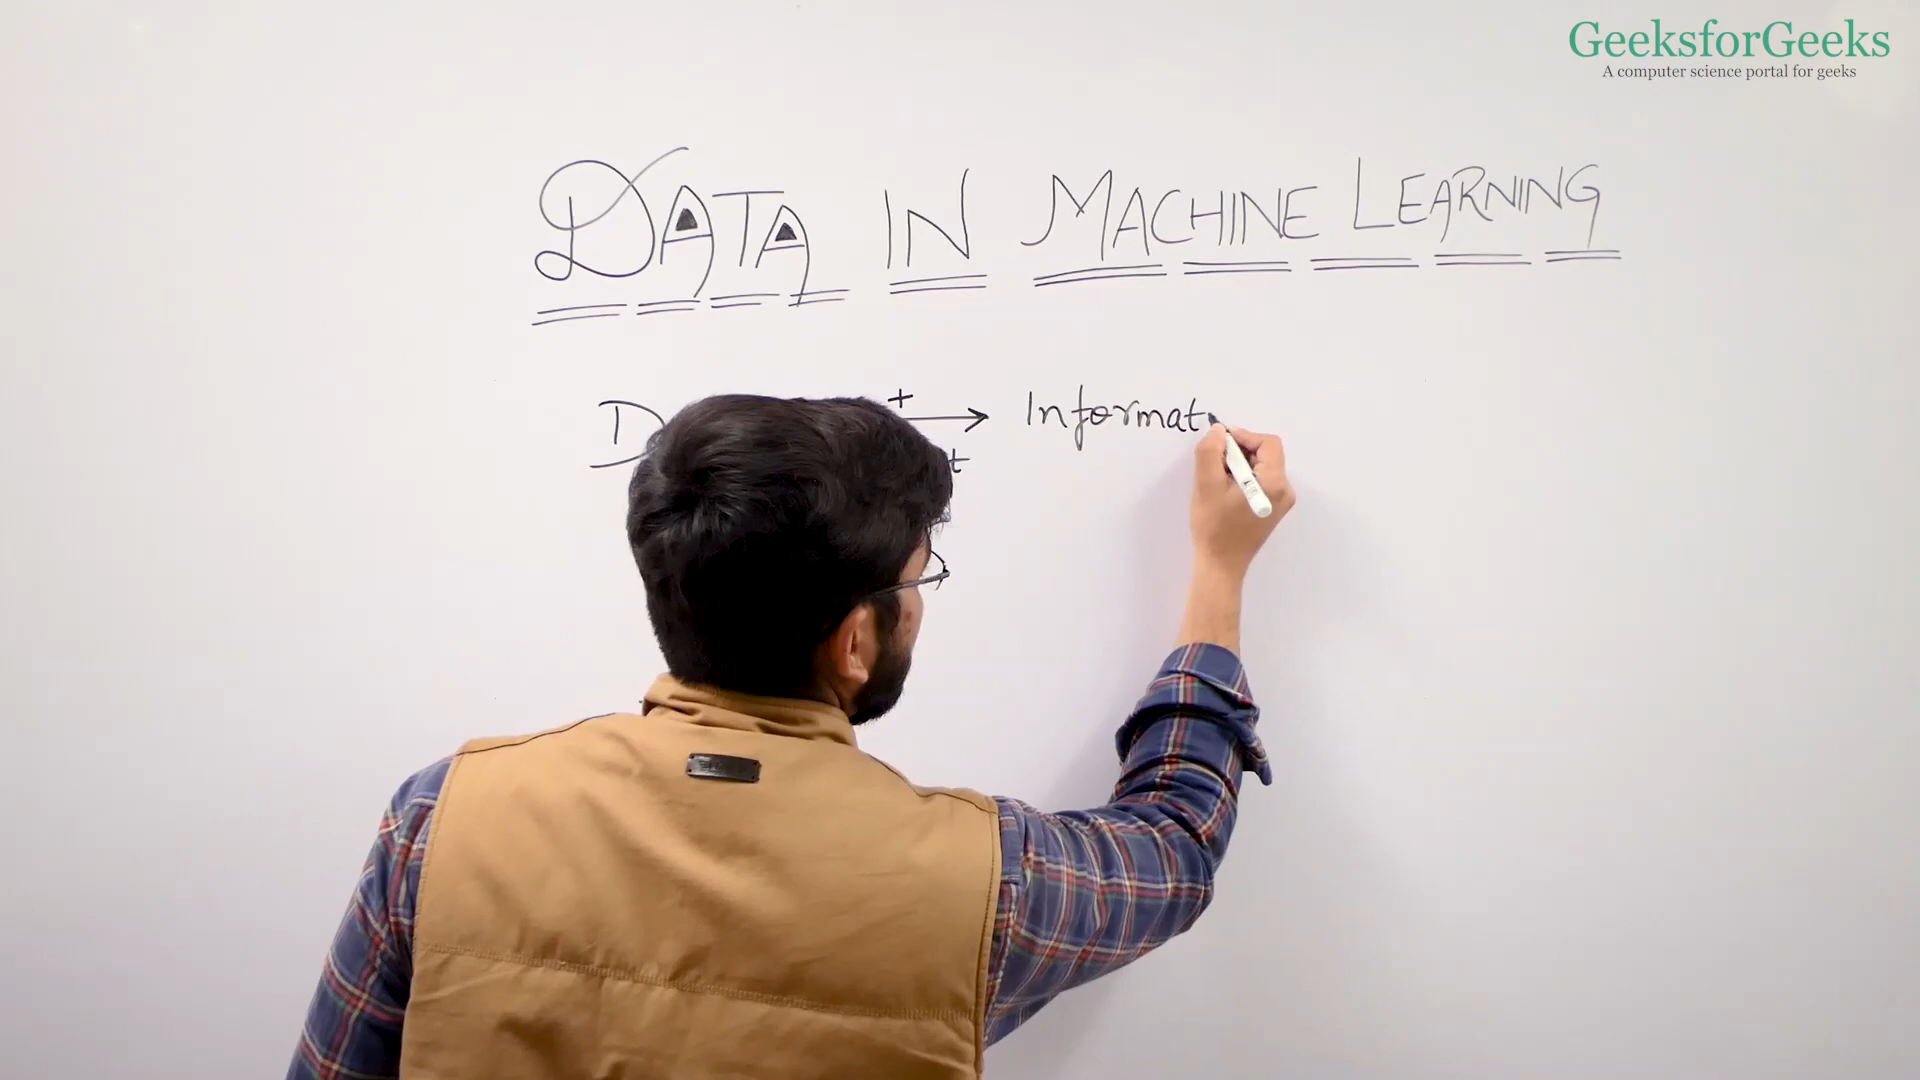 GeeksforGeeks
A computer science portal for geeks
DATA IN MACHINE LEARNING
D + → Informat
t